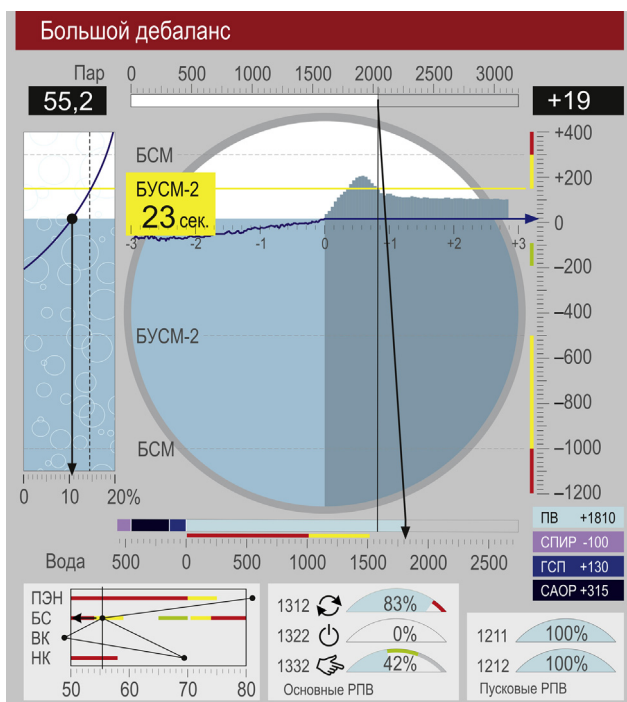 Большой дебаланс
Пар 0 500 1000 1500 2000 2500 3000
55,2
+19
+400
БСМ
+200
БУСМ-2
23 сек.
0
-3 -2 -1 0 +1 +2 +3
–200
–400
БУСМ-2
–600
–800
БСМ
–1000
0 10 20%
–1200
ПВ +1810
СПИР -100
Вода 500 0 500 1000 1500 2000 2500
ГСП +130
САОР +315
ПЭН
БС
ВК
НК
50 60 70 80
1312 83%
1322 0%
1332 42%
Основные РПВ
1211 100%
1212 100%
Пусковые РПВ